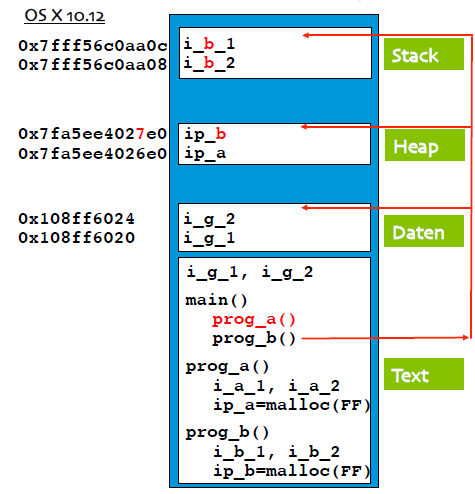 OS X 10.12
0x7fff56c0aa0c i_b_1
0x7fff56c0aa08 i_b_2
Stack
0x7fa5ee4027e0 ip_b
0x7fa5ee4026e0 ip_a
Heap
0x108ff6024 i_g_2
0x108ff6020 i_g_1
Daten
i_g_1, i_g_2
main()
prog_a()
prog_b()
prog_a()
i_a_1, i_a_2
ip_a=malloc(FF)
Text
prog_b()
i_b_1, i_b_2
ip_b=malloc(FF)